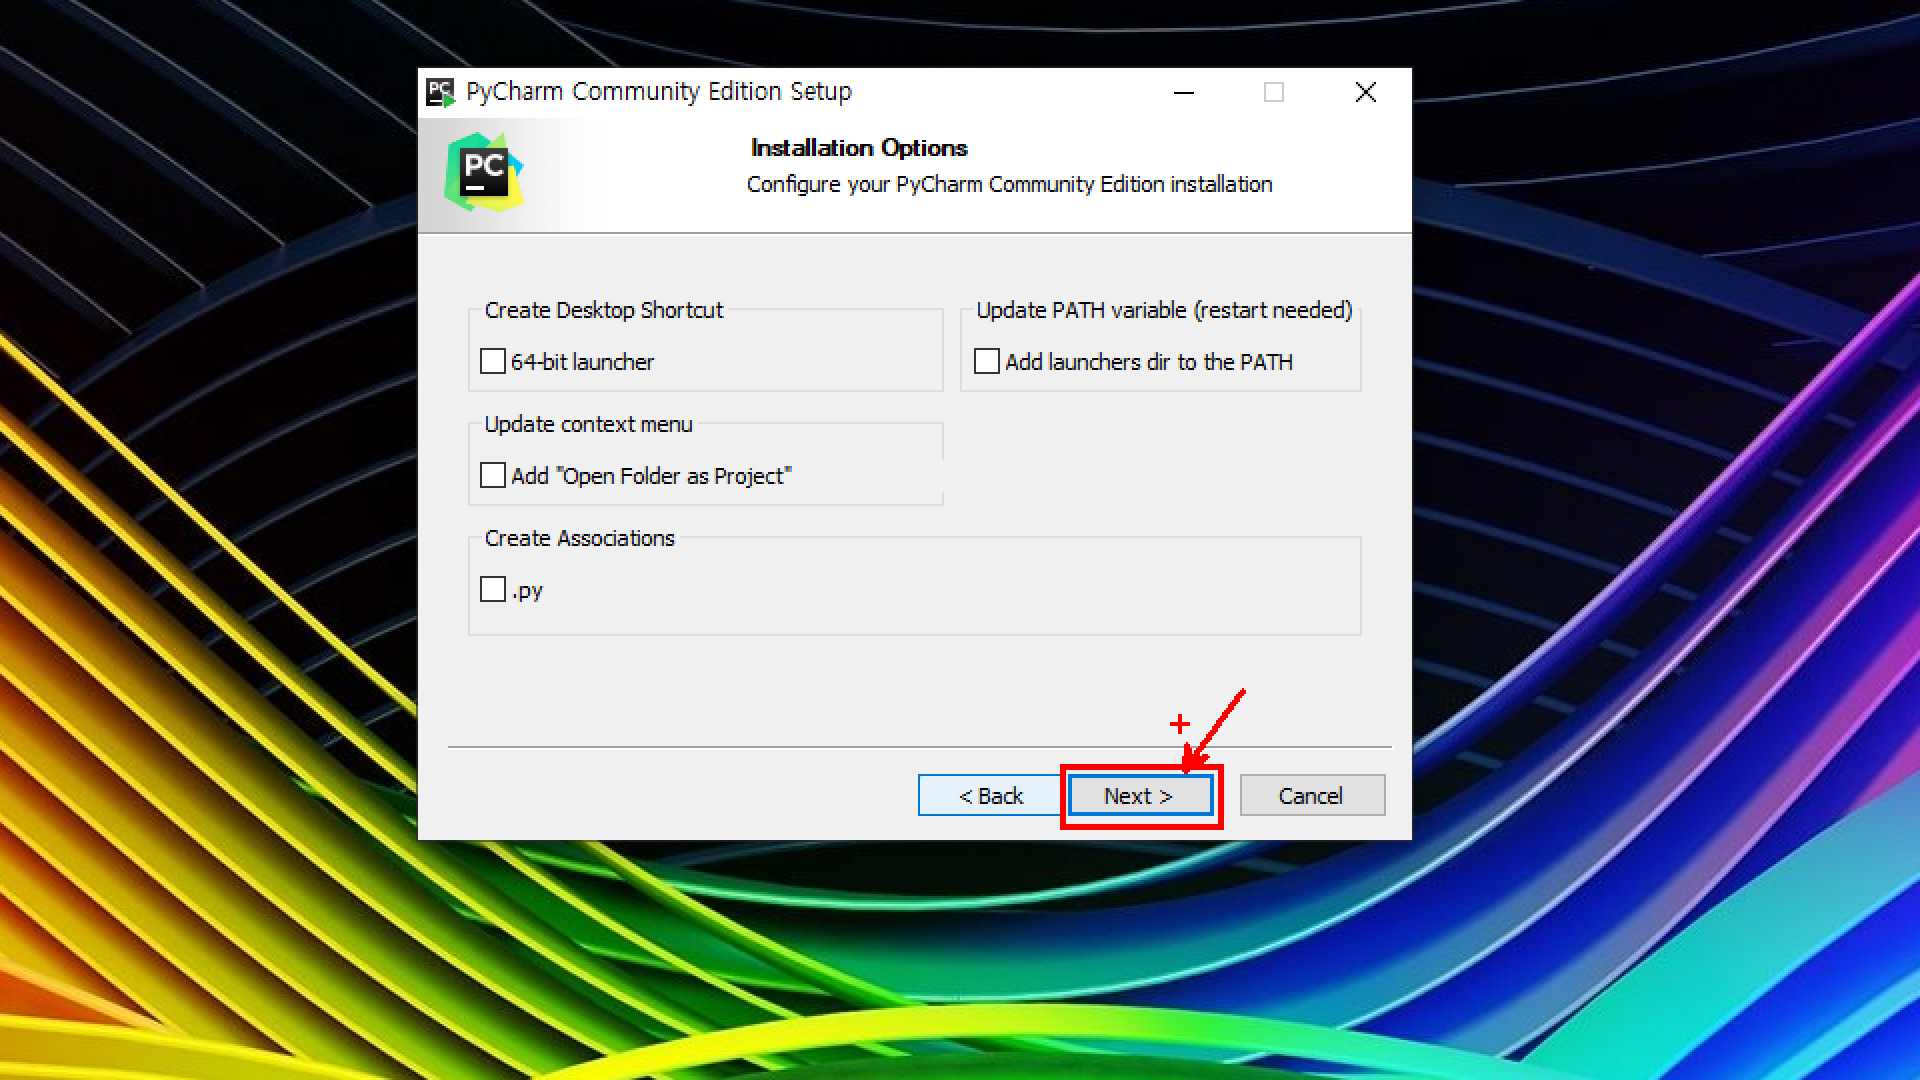 PyCharm Community Edition Setup
PC
Installation Options
Configure your PyCharm Community Edition installation
Create Desktop Shortcut
Update PATH variable (restart needed)
64-bit launcher
Add launchers dir to the PATH
Update context menu
Add "Open Folder as Project"
Create Associations
.py
< Back
Next >
Cancel